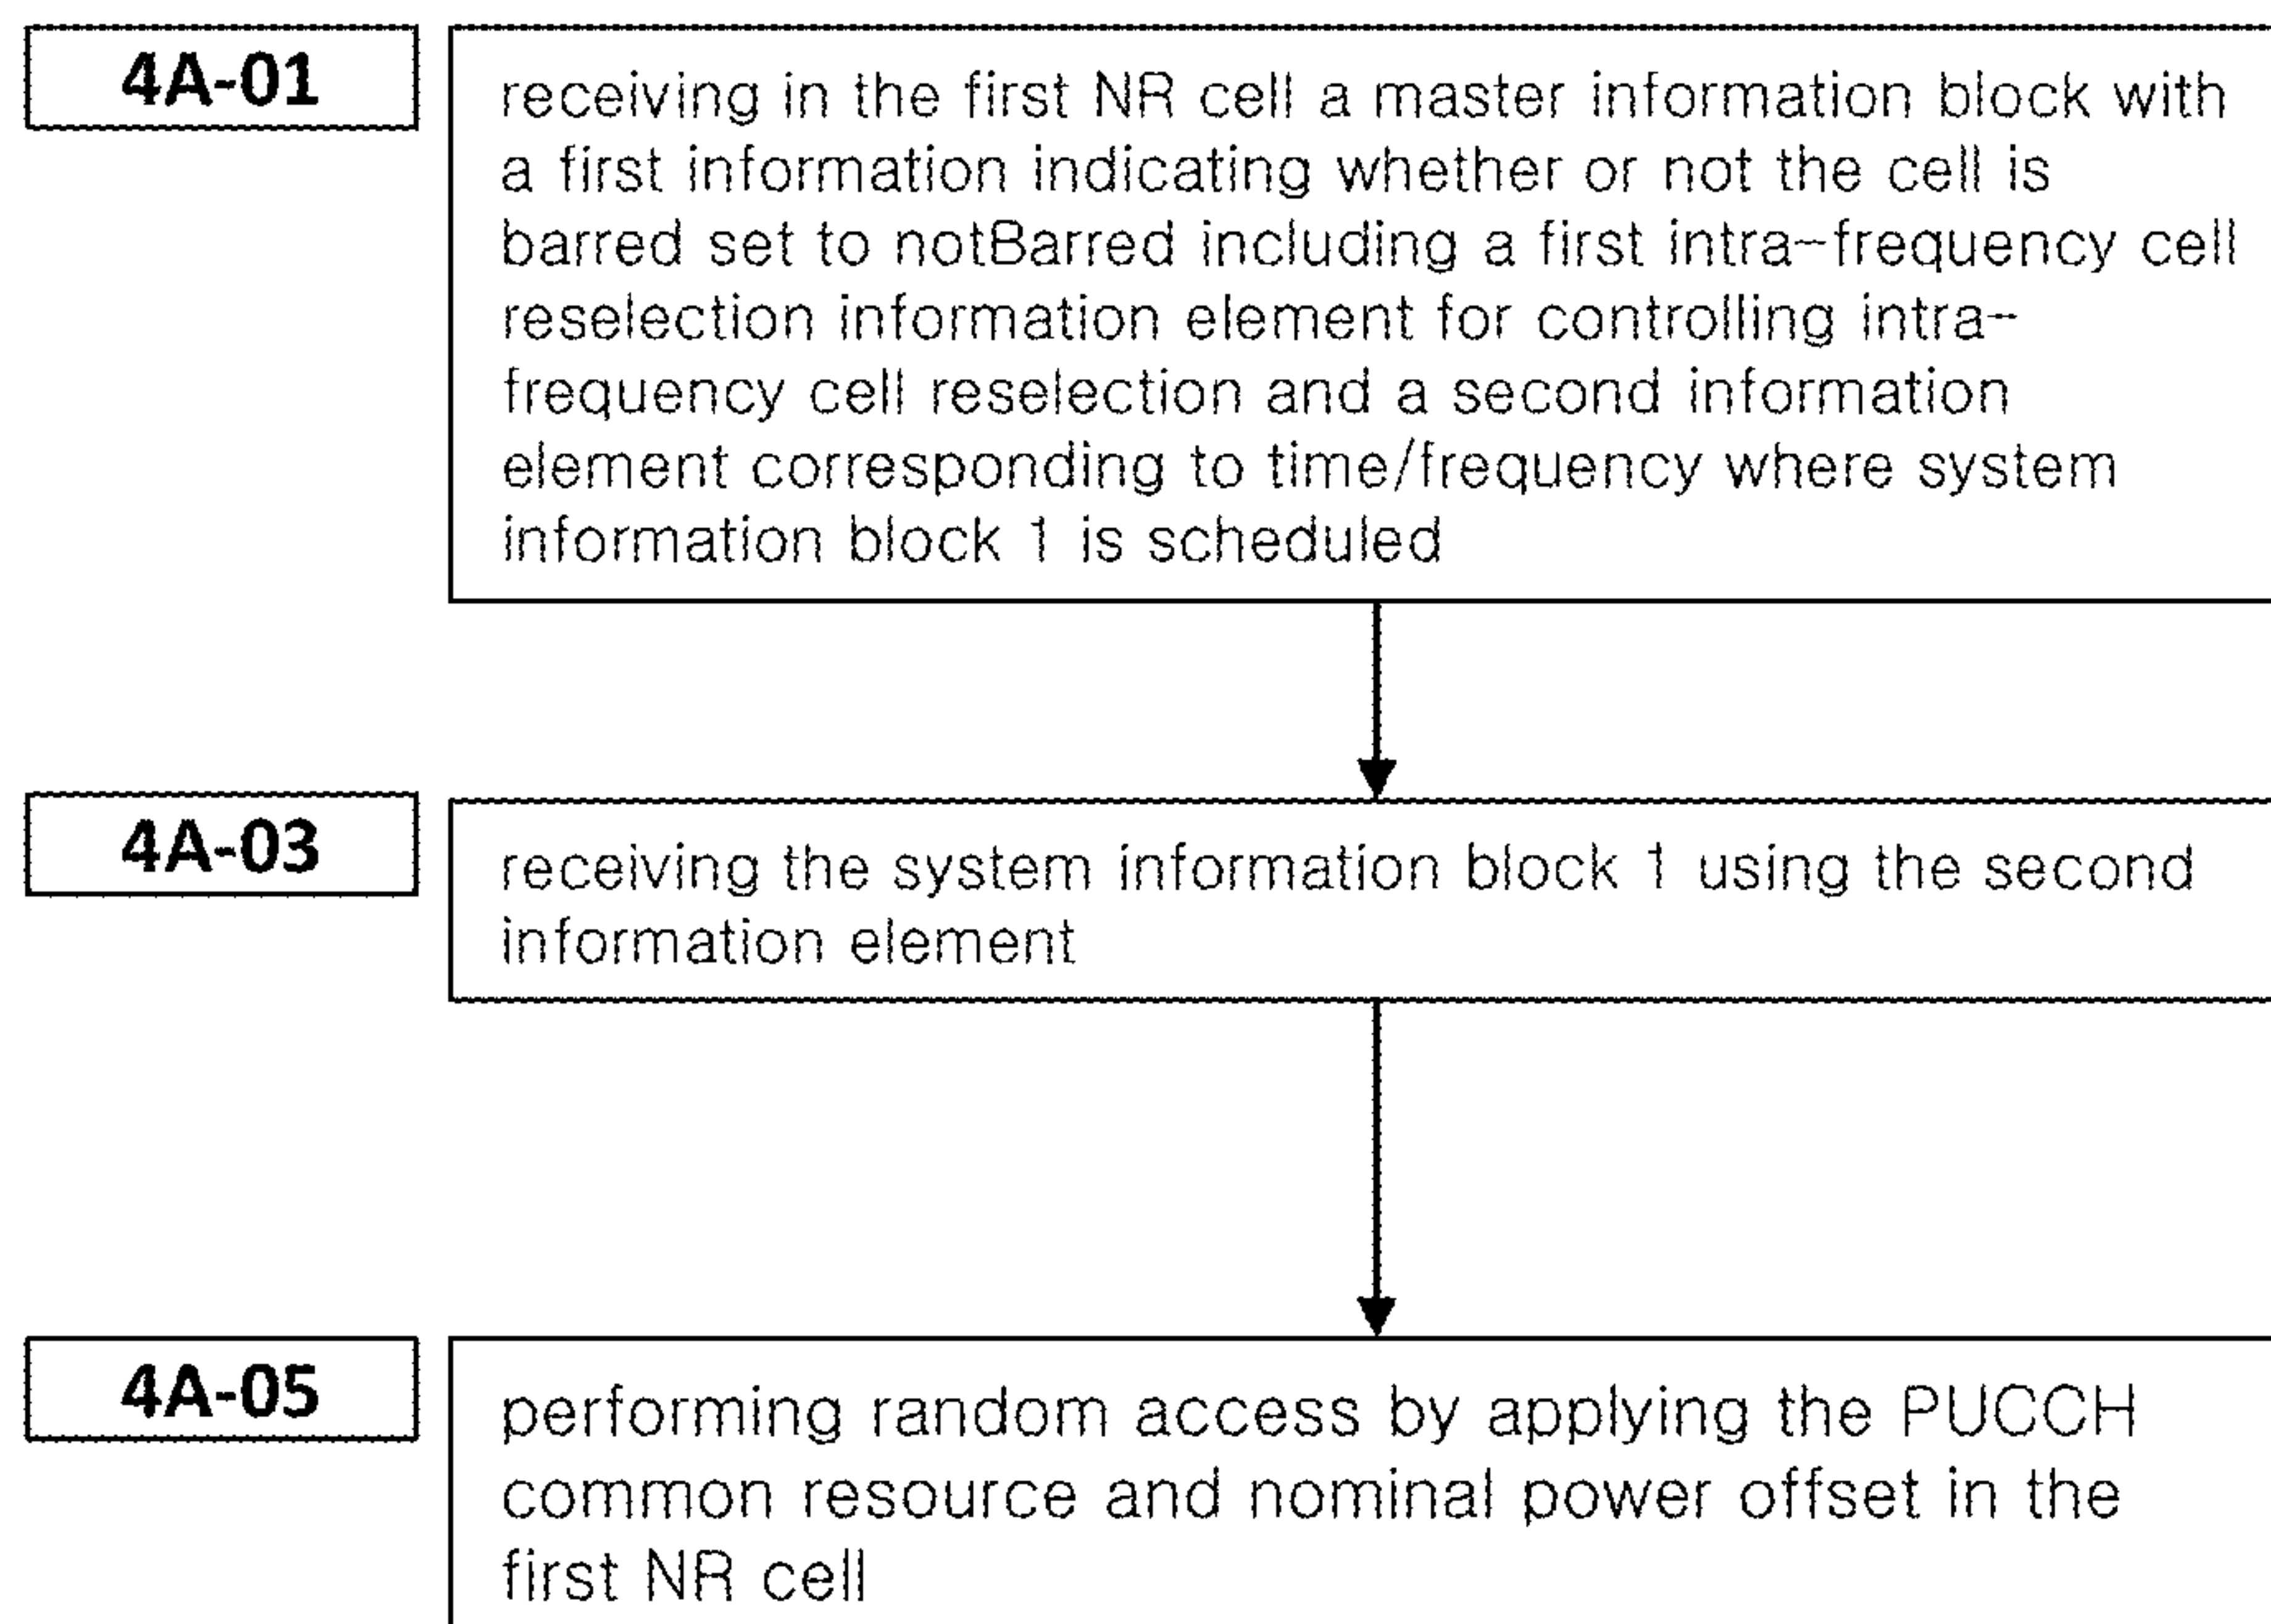 4A-01
receiving in the first NR cell a master information block with
a first information indicating whether or not the cell is
barred set to notBarred including a first intra-frequency cell
reselection information element for controlling intra-
frequency cell reselection and a second information
element corresponding to time/frequency where system
information block 1 is scheduled
4A-03
receiving the system information block 1 using the second
information element
4A-05
performing random access by applying the PUCCH
common resource and nominal power offset in the
first NR cell